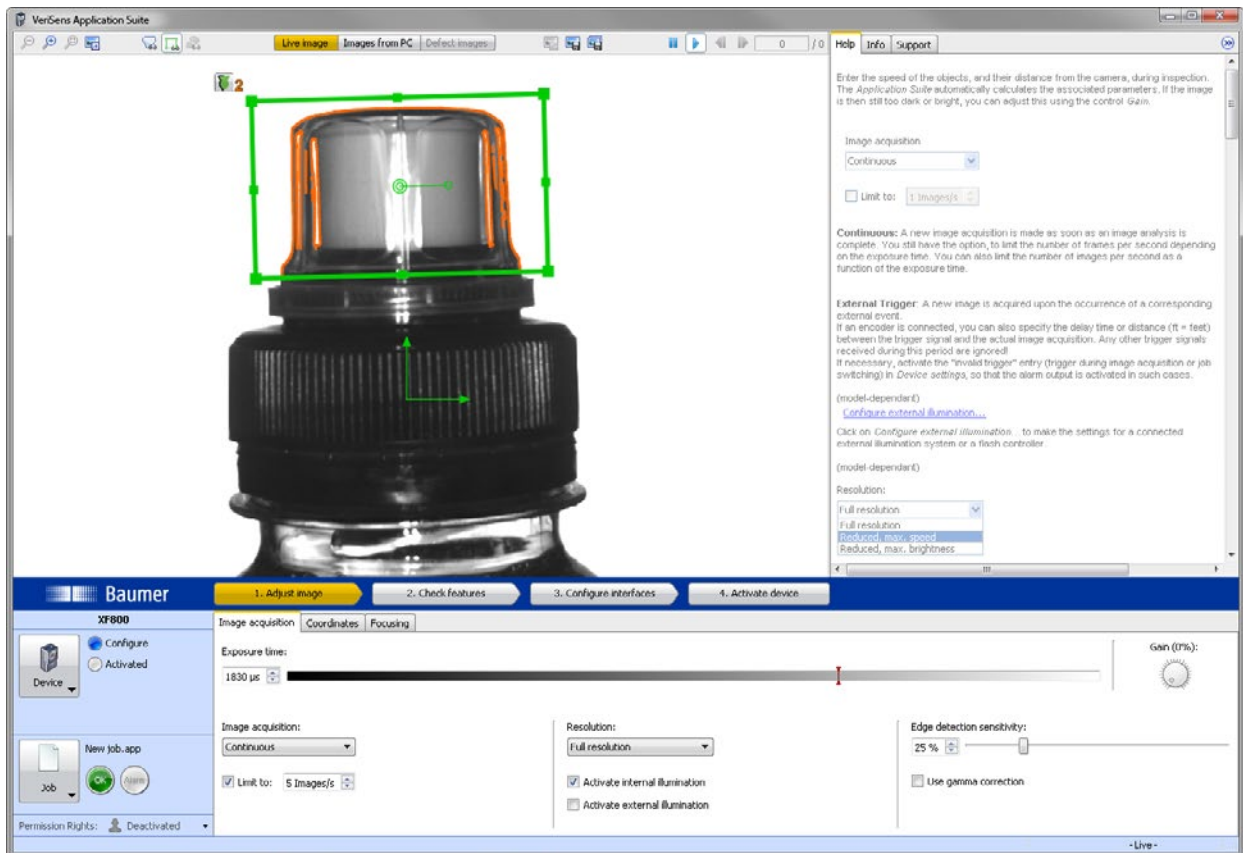 VeriSens Application Suite
Live image Images from PC Defect images 0 / 0 Help Info Support
2
Enter the speed of the objects, and their distance from the camera, during inspection.
The Application Suite automatically calculates the associated parameters. If the image
is then still too dark or bright, you can adjust this using the control Gain.
Image acquisition
Continuous
Limit to: 1 Images/s
Continuous: A new image acquisition is made as soon as an image analysis is
complete. You still have the option, to limit the number of frames per second depending
on the exposure time. You can also limit the number of images per second as a
function of the exposure time.
External Trigger: A new image is acquired upon the occurrence of a corresponding
external event.
If an encoder is connected, you can also specify the delay time or distance (ft = feet)
between the trigger signal and the actual image acquisition. Any other trigger signals
received during this period are ignored!
If necessary, activate the "invalid trigger" entry (trigger during image acquisition or job
switching) in Device settings, so that the alarm output is activated in such cases.
(model-dependant)
Configure external illumination...
Click on Configure external illumination... to make the settings for a connected
external illumination system or a flash controller.
(model-dependant)
Resolution:
Full resolution
Full resolution
Reduced, max. speed
Reduced, max. brightness
Baumer 1. Adjust image 2. Check features 3. Configure interfaces 4. Activate device
XF800 Image acquisition Coordinates Focusing
Configure
Activated
Device
Exposure time: Gain (0%):
1830 µs
Image acquisition: Resolution: Edge detection sensitivity:
Continuous Full resolution 25 %
New job.app
OK Alarm
Job
Limit to: 5 Images/s Activate internal illumination Use gamma correction
Activate external illumination
Permission Rights: Deactivated
- Live -